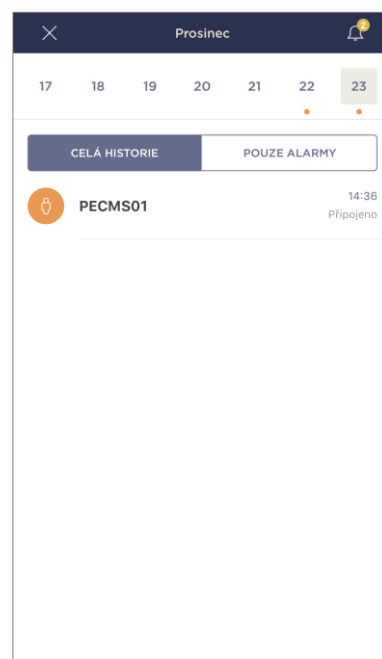 Prosinec
2
17 18 19 20 21 22 23
CELÁ HISTORIE POUZE ALARMY
PECMS01
14:36
Připojeno